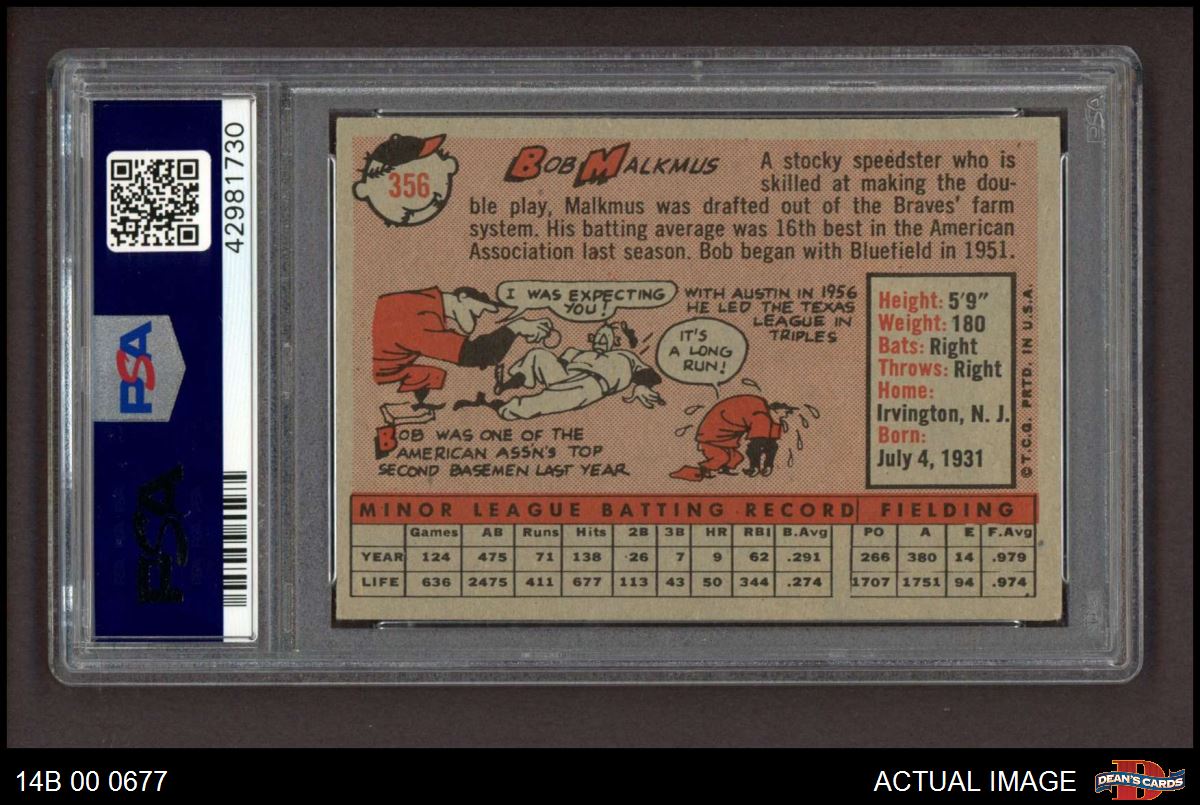 PSA
42981730
PSA
356
BOB MALKMUS
A stocky speedster who is
skilled at making the dou-
ble play, Malkmus was drafted out of the Braves' farm
system. His batting average was 16th best in the American
Association last season. Bob began with Bluefield in 1951.
I WAS EXPECTING
YOU!
WITH AUSTIN IN 1956
HE LED THE TEXAS
LEAGUE IN
TRIPLES
IT'S
A LONG
RUN!
BOB WAS ONE OF THE
AMERICAN ASSN'S TOP
SECOND BASEMEN LAST YEAR
Height: 5'9"
Weight: 180
Bats: Right
Throws: Right
Home:
Irvington, N. J.
Born:
July 4, 1931
©T.C.G. PRTD. IN U.S.A.
MINOR LEAGUE BATTING RECORD FIELDING
Games AB Runs Hits 2B 3B HR RBI B.Avg PO A E F.Avg
YEAR 124 475 71 138 26 7 9 62 .291 266 380 14 .979
LIFE 636 2475 411 677 113 43 50 344 .274 1707 1751 94 .974
PSA
14B 00 0677
ACTUAL IMAGE
DEAN'S CARDS